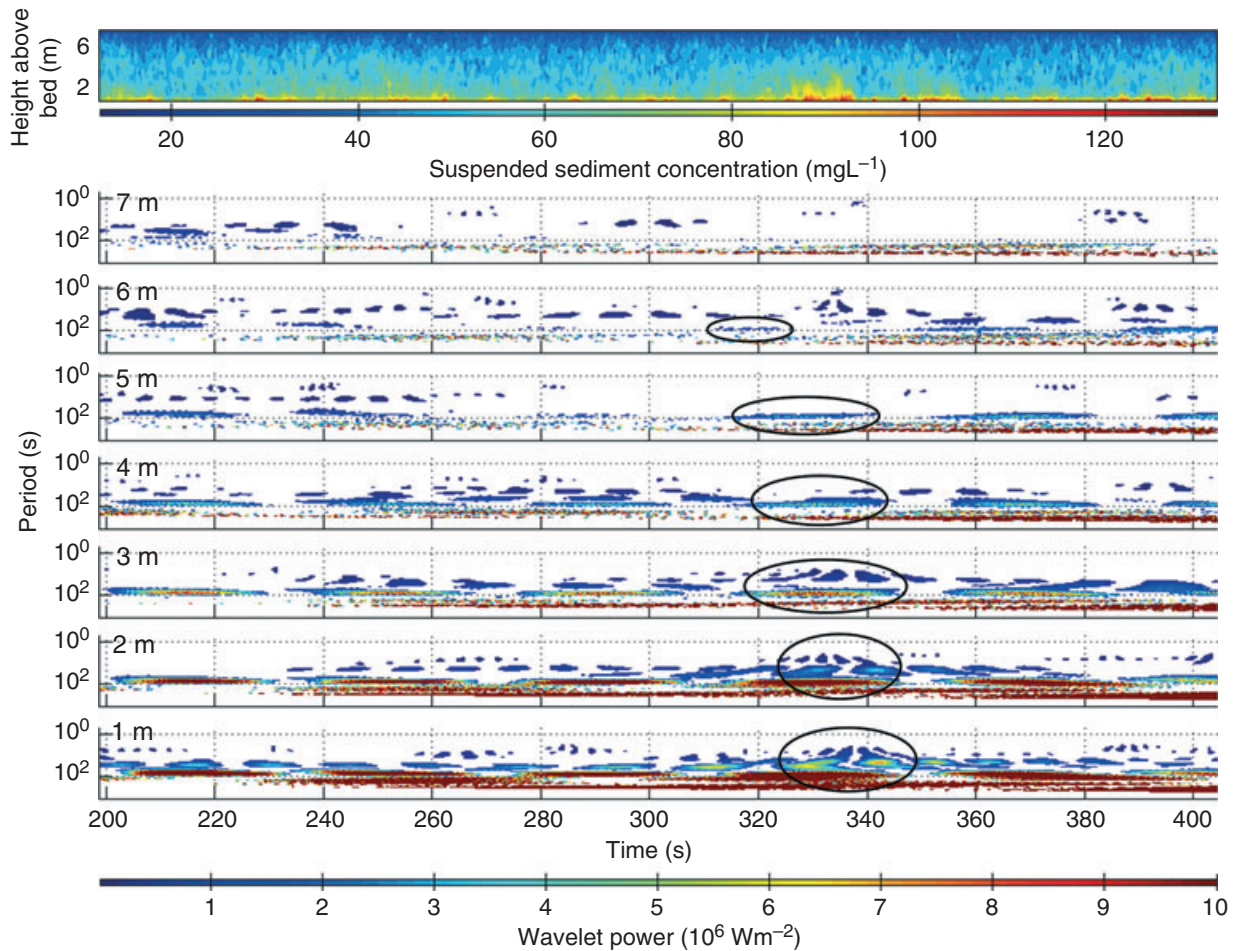 Height above
bed (m)
6
2
20 40 60 80 100 120
Suspended sediment concentration (mgL⁻¹)
Period (s)
10⁰ 7 m
10²
10⁰ 6 m
10²
10⁰ 5 m
10²
10⁰ 4 m
10²
10⁰ 3 m
10²
10⁰ 2 m
10²
10⁰ 1 m
10²
200 220 240 260 280 300 320 340 360 380 400
Time (s)
1 2 3 4 5 6 7 8 9 10
Wavelet power (10⁶ Wm⁻²)